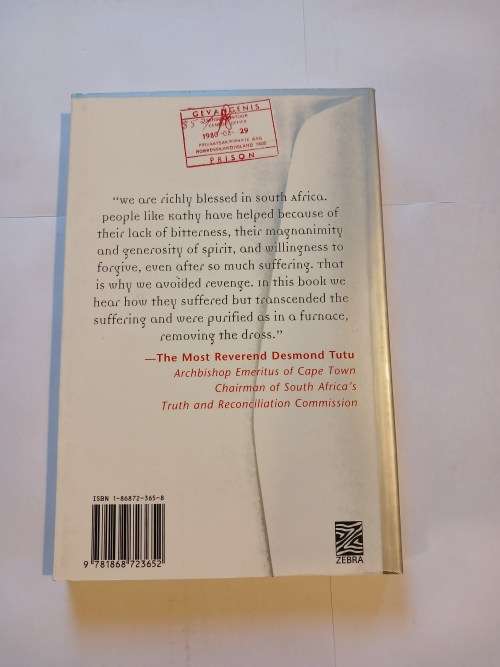 GEVANGENIS
1980 -02- 29
PRISON
"we are richly blessed in south Africa.
people like Kathy have helped because of
their lack of bitterness, their magnanimity
and generosity of spirit, and willingness to
forgive, even after so much suffering. That
is why we avoided revenge. in this book we
hear how they suffered but transcended the
suffering and were purified as in a furnace,
removing the dross."
—The Most Reverend Desmond Tutu
Archbishop Emeritus of Cape Town
Chairman of South Africa's
Truth and Reconciliation Commission
ISBN 1-86872-365-8
9 781868 723652
ZEBRA